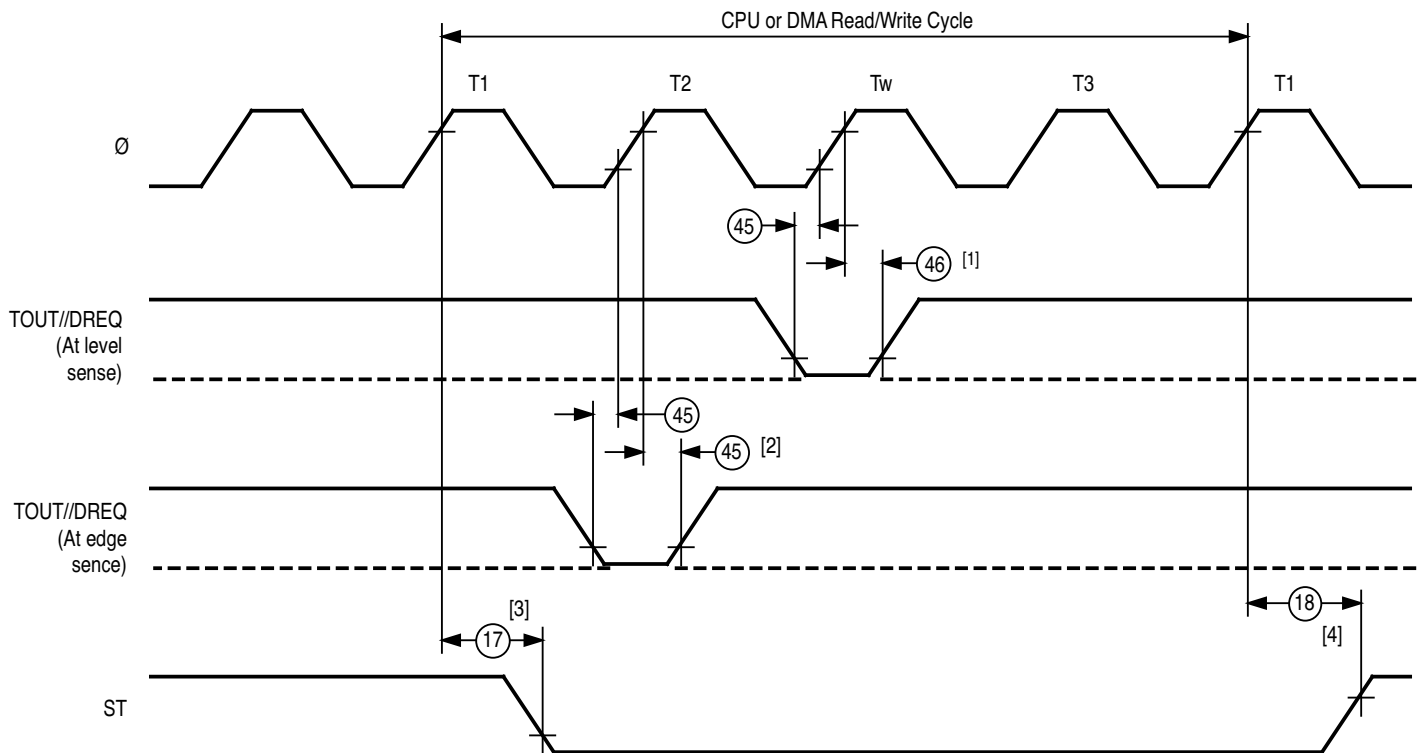 CPU or DMA Read/Write Cycle
T1
T2
Tw
T3
T1
Ø
45
46 [1]
TOUT//DREQ
(At level
sense)
45
45 [2]
TOUT//DREQ
(At edge
sence)
[3]
17
18
[4]
ST